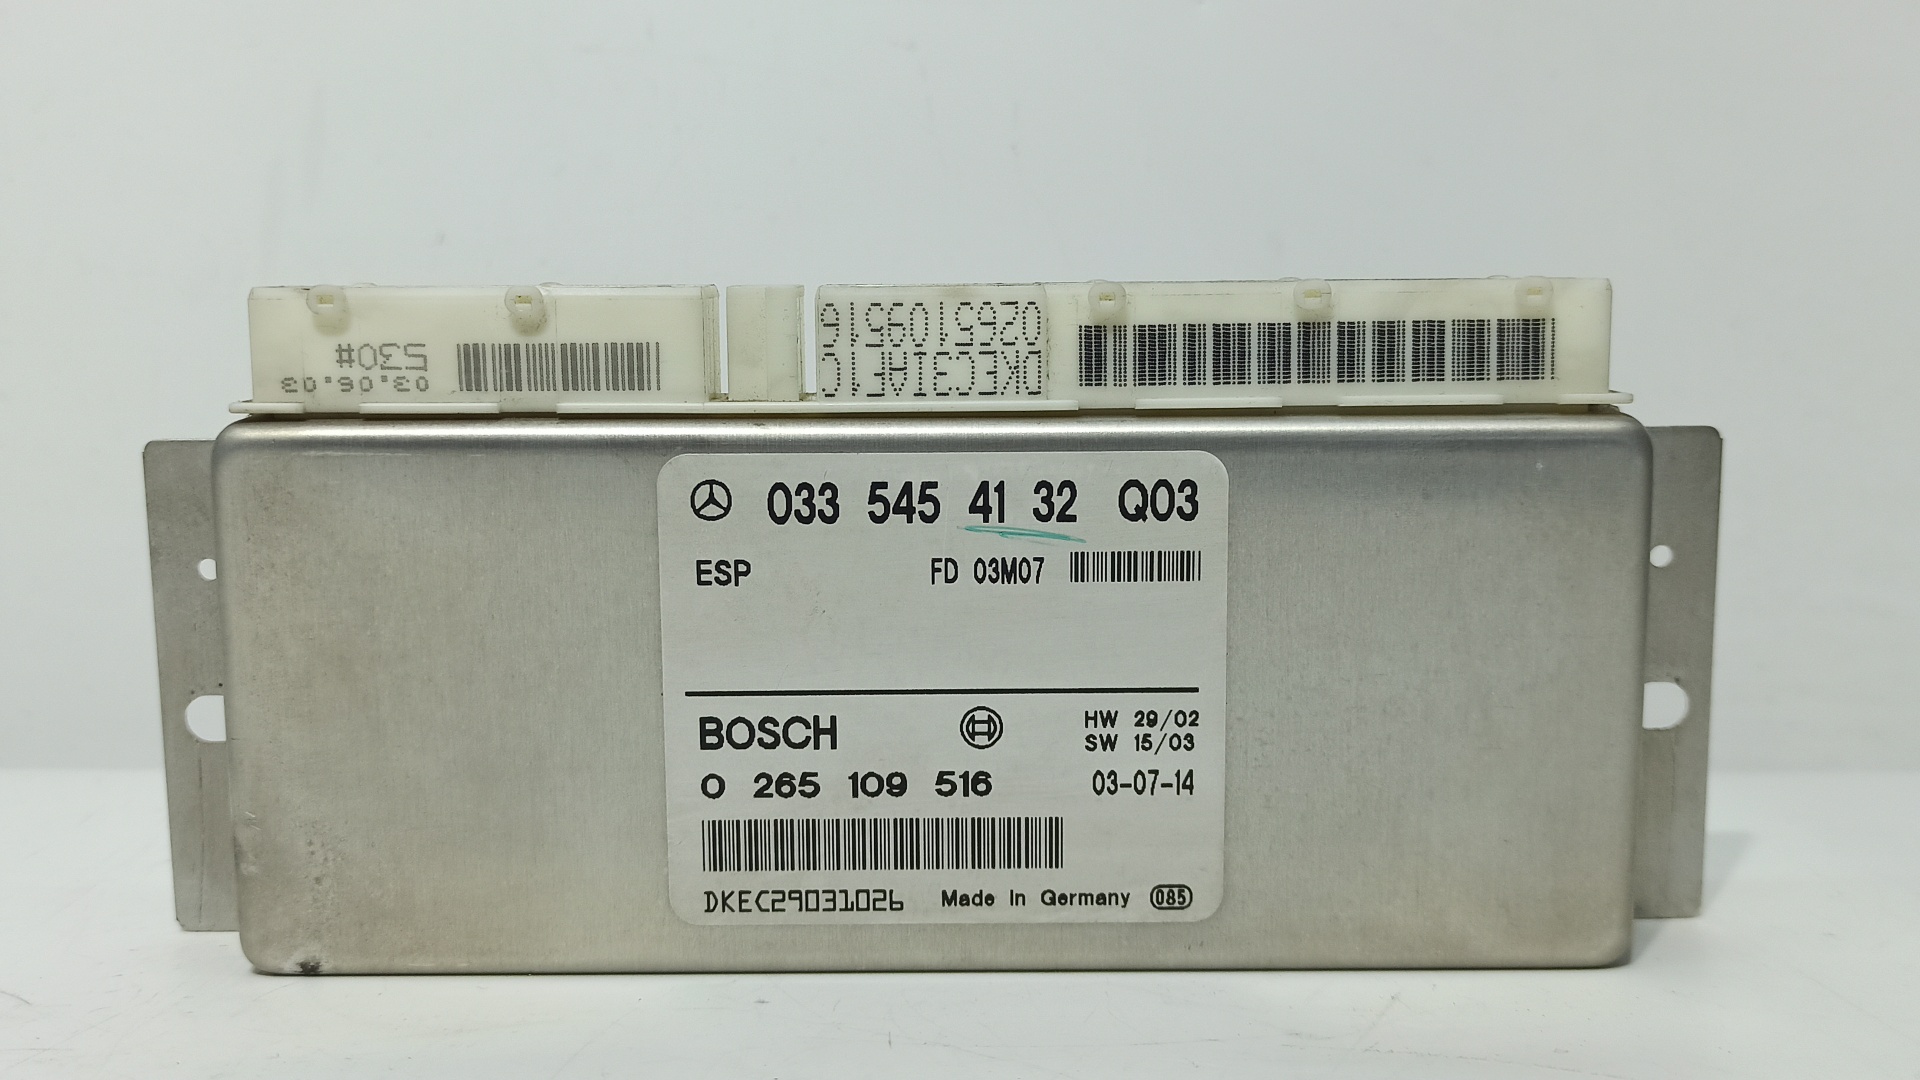 530#
03.06.03
DKEC3IAE1C
0265109516
033 545 41 32 Q03
ESP FD 03M07
BOSCH
HW 29/02
SW 15/03
0 265 109 516 03-07-14
DKEC29031026 Made In Germany 085